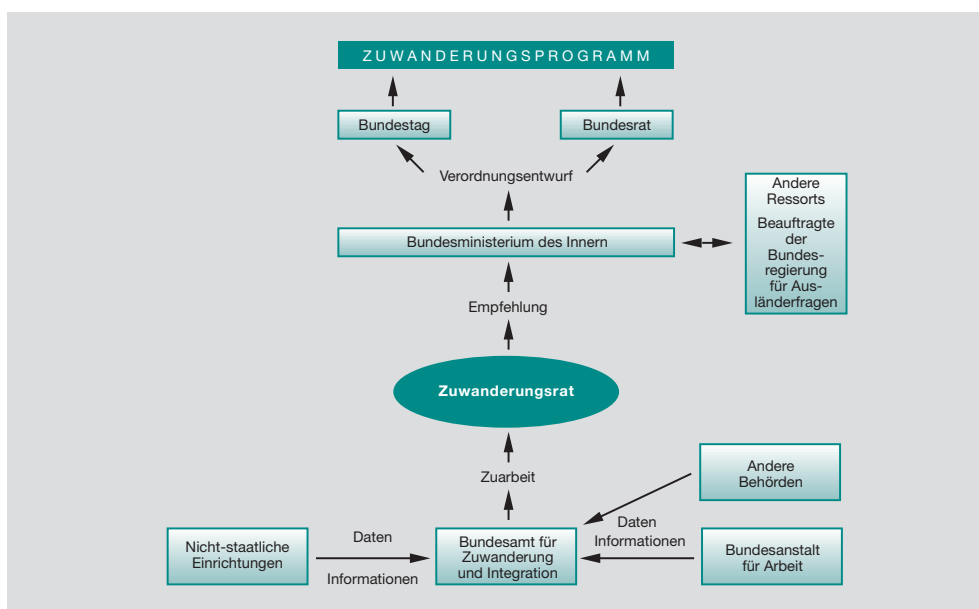 ZUWANDERUNGSPROGRAMM
Bundestag
Bundesrat
Verordnungsentwurf
Andere
Ressorts
Beauftragte
der
Bundes-
regierung
für Aus-
länderfragen
Bundesministerium des Innern
Empfehlung
Zuwanderungsrat
Zuarbeit
Andere
Behörden
Nicht-staatliche
Einrichtungen
Daten
Informationen
Bundesamt für
Zuwanderung
und Integration
Daten
Informationen
Bundesanstalt
für Arbeit